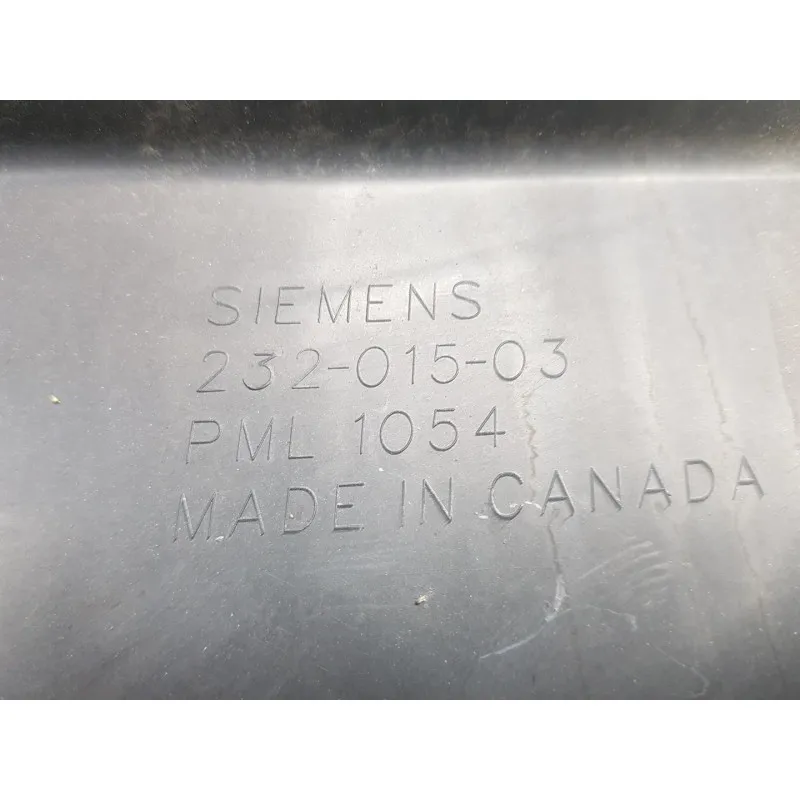 SIEMENS
232-015-03
PML 1054
MADE IN CANADA